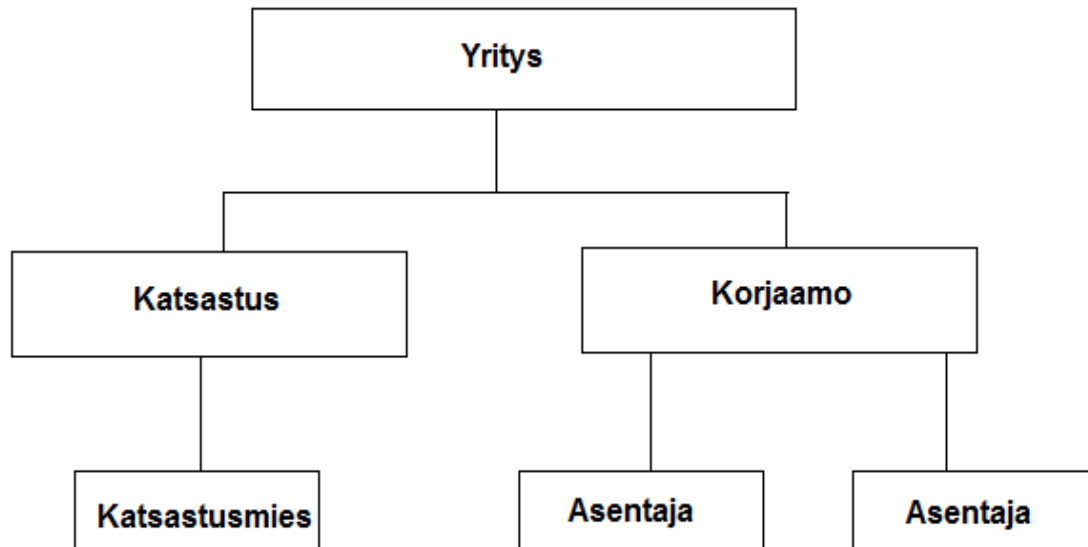 Yritys
Katsastus
Korjaamo
Katsastusmies
Asentaja
Asentaja